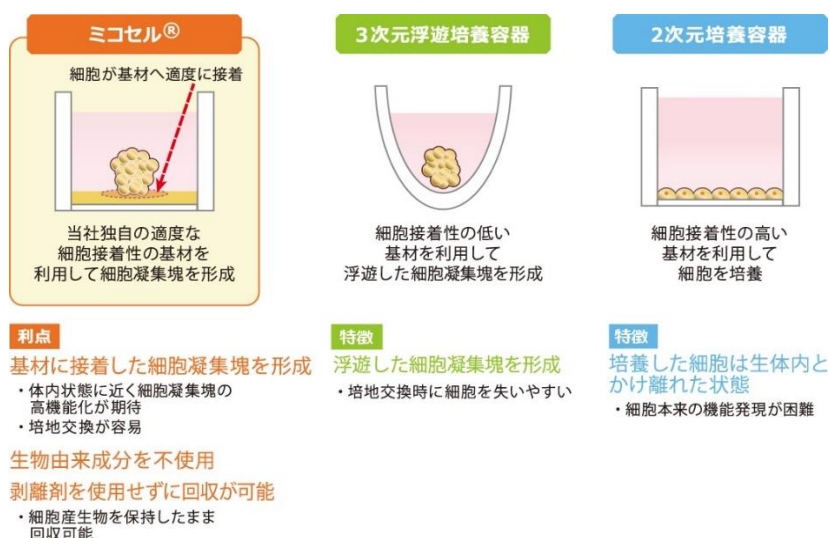 ミコセル®
細胞が基材へ適度に接着
当社独自の適度な
細胞接着性の基材を
利用して細胞凝集塊を形成
利点
基材に接着した細胞凝集塊を形成
・体内状態に近く細胞凝集塊の
高機能化が期待
・培地交換が容易
生物由来成分を不使用
剥離剤を使用せずに回収が可能
・細胞産生物を保持したまま
回収可能
3次元浮遊培養容器
細胞接着性の低い
基材を利用して
浮遊した細胞凝集塊を形成
特徴
浮遊した細胞凝集塊を形成
・培地交換時に細胞を失いやすい
2次元培養容器
細胞接着性の高い
基材を利用して
細胞を培養
特徴
培養した細胞は生体内と
かけ離れた状態
・細胞本来の機能発現が困難